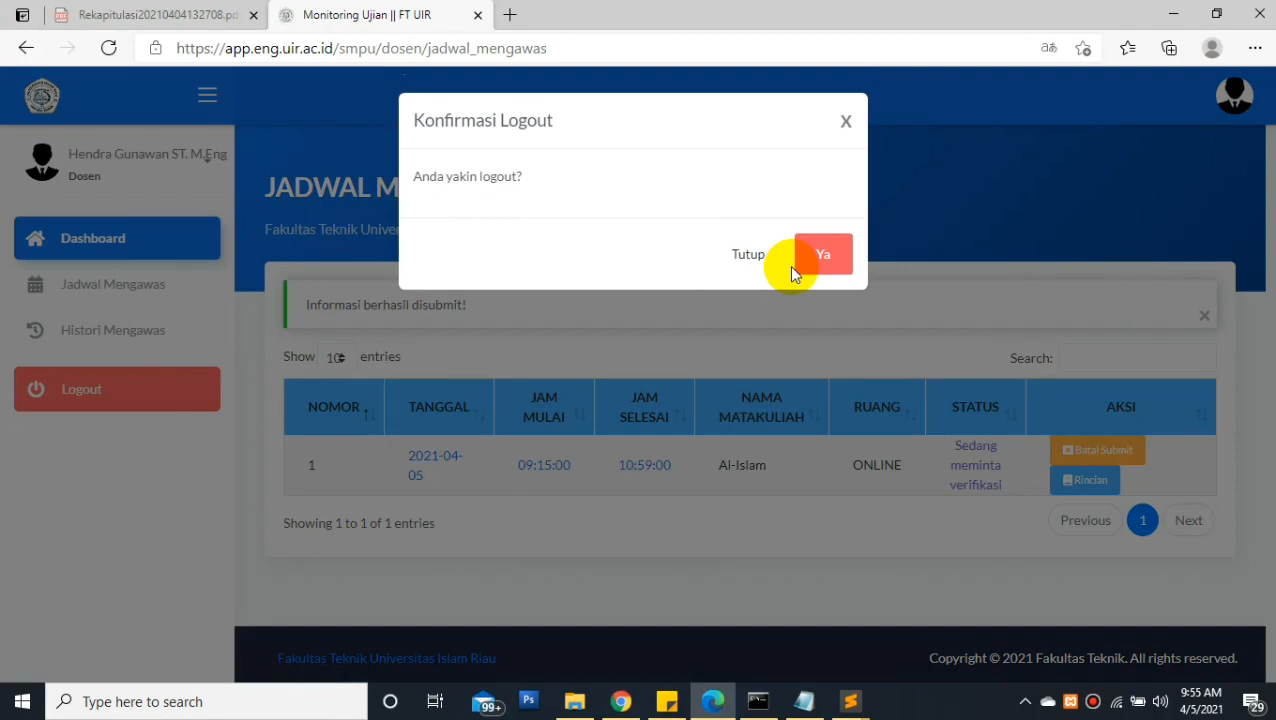 Rekapitulasi20210404132708.pd
Monitoring Ujian || FT UIR
https://app.eng.uir.ac.id/smpu/dosen/jadwal_mengawas
Hendra Gunawan ST. M.Eng
Dosen
Dashboard
Jadwal Mengawas
Histori Mengawas
Logout
Konfirmasi Logout
X
Anda yakin logout?
Tutup
Ya
JADWAL M
Fakultas Teknik Unive
Informasi berhasil disubmit!
×
Show 10 entries
Search:
NOMOR TANGGAL JAM MULAI JAM SELESAI NAMA MATAKULIAH RUANG STATUS AKSI
1 2021-04-05 09:15:00 10:59:00 Al-Islam ONLINE Sedang meminta verifikasi Batal Submit
Rincian
Showing 1 to 1 of 1 entries
Previous 1 Next
Fakultas Teknik Universitas Islam Riau
Copyright © 2021 Fakultas Teknik. All rights reserved.
Type here to search
99+
Ps
9:55 AM
4/5/2021
29